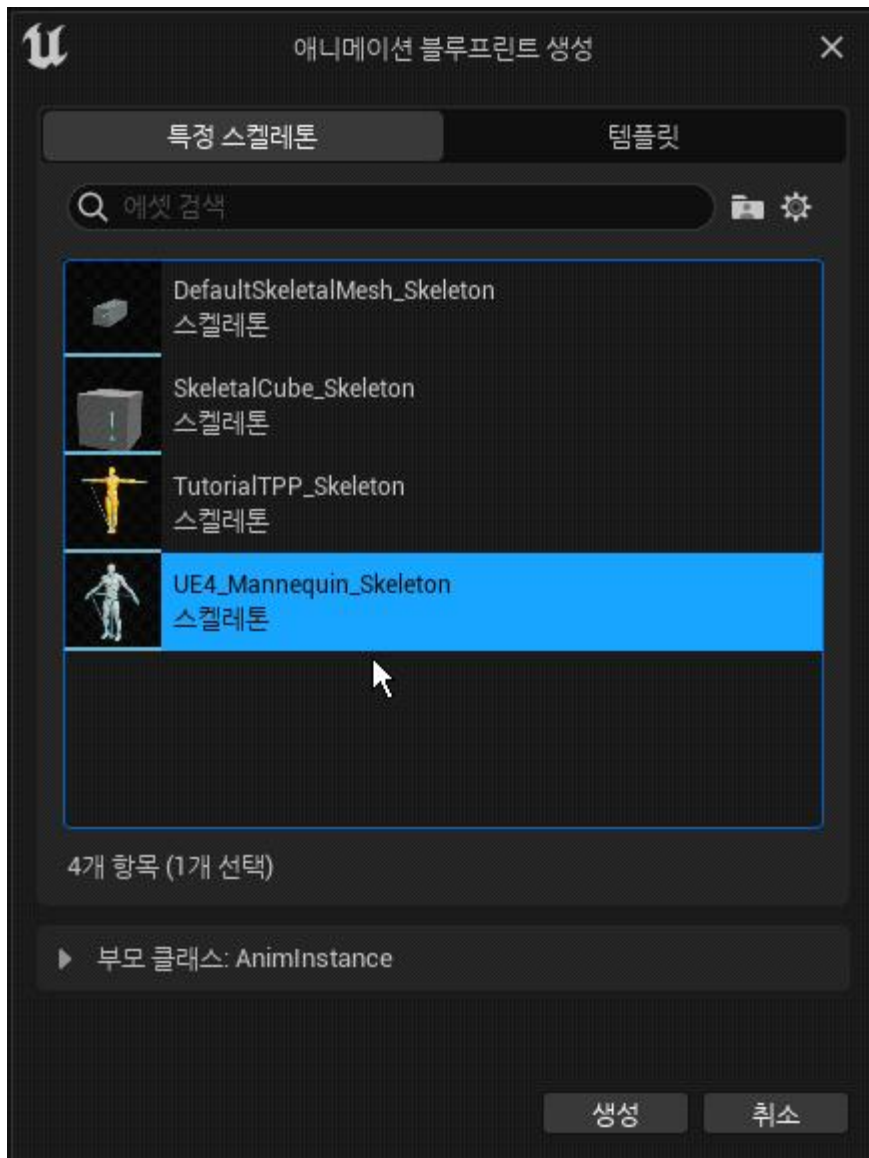 애니메이션 블루프린트 생성
특정 스켈레톤
템플릿
에셋 검색
DefaultSkeletalMesh_Skeleton
스켈레톤
SkeletalCube_Skeleton
스켈레톤
TutorialTPP_Skeleton
스켈레톤
UE4_Mannequin_Skeleton
스켈레톤
4개 항목 (1개 선택)
부모 클래스: AnimInstance
생성
취소